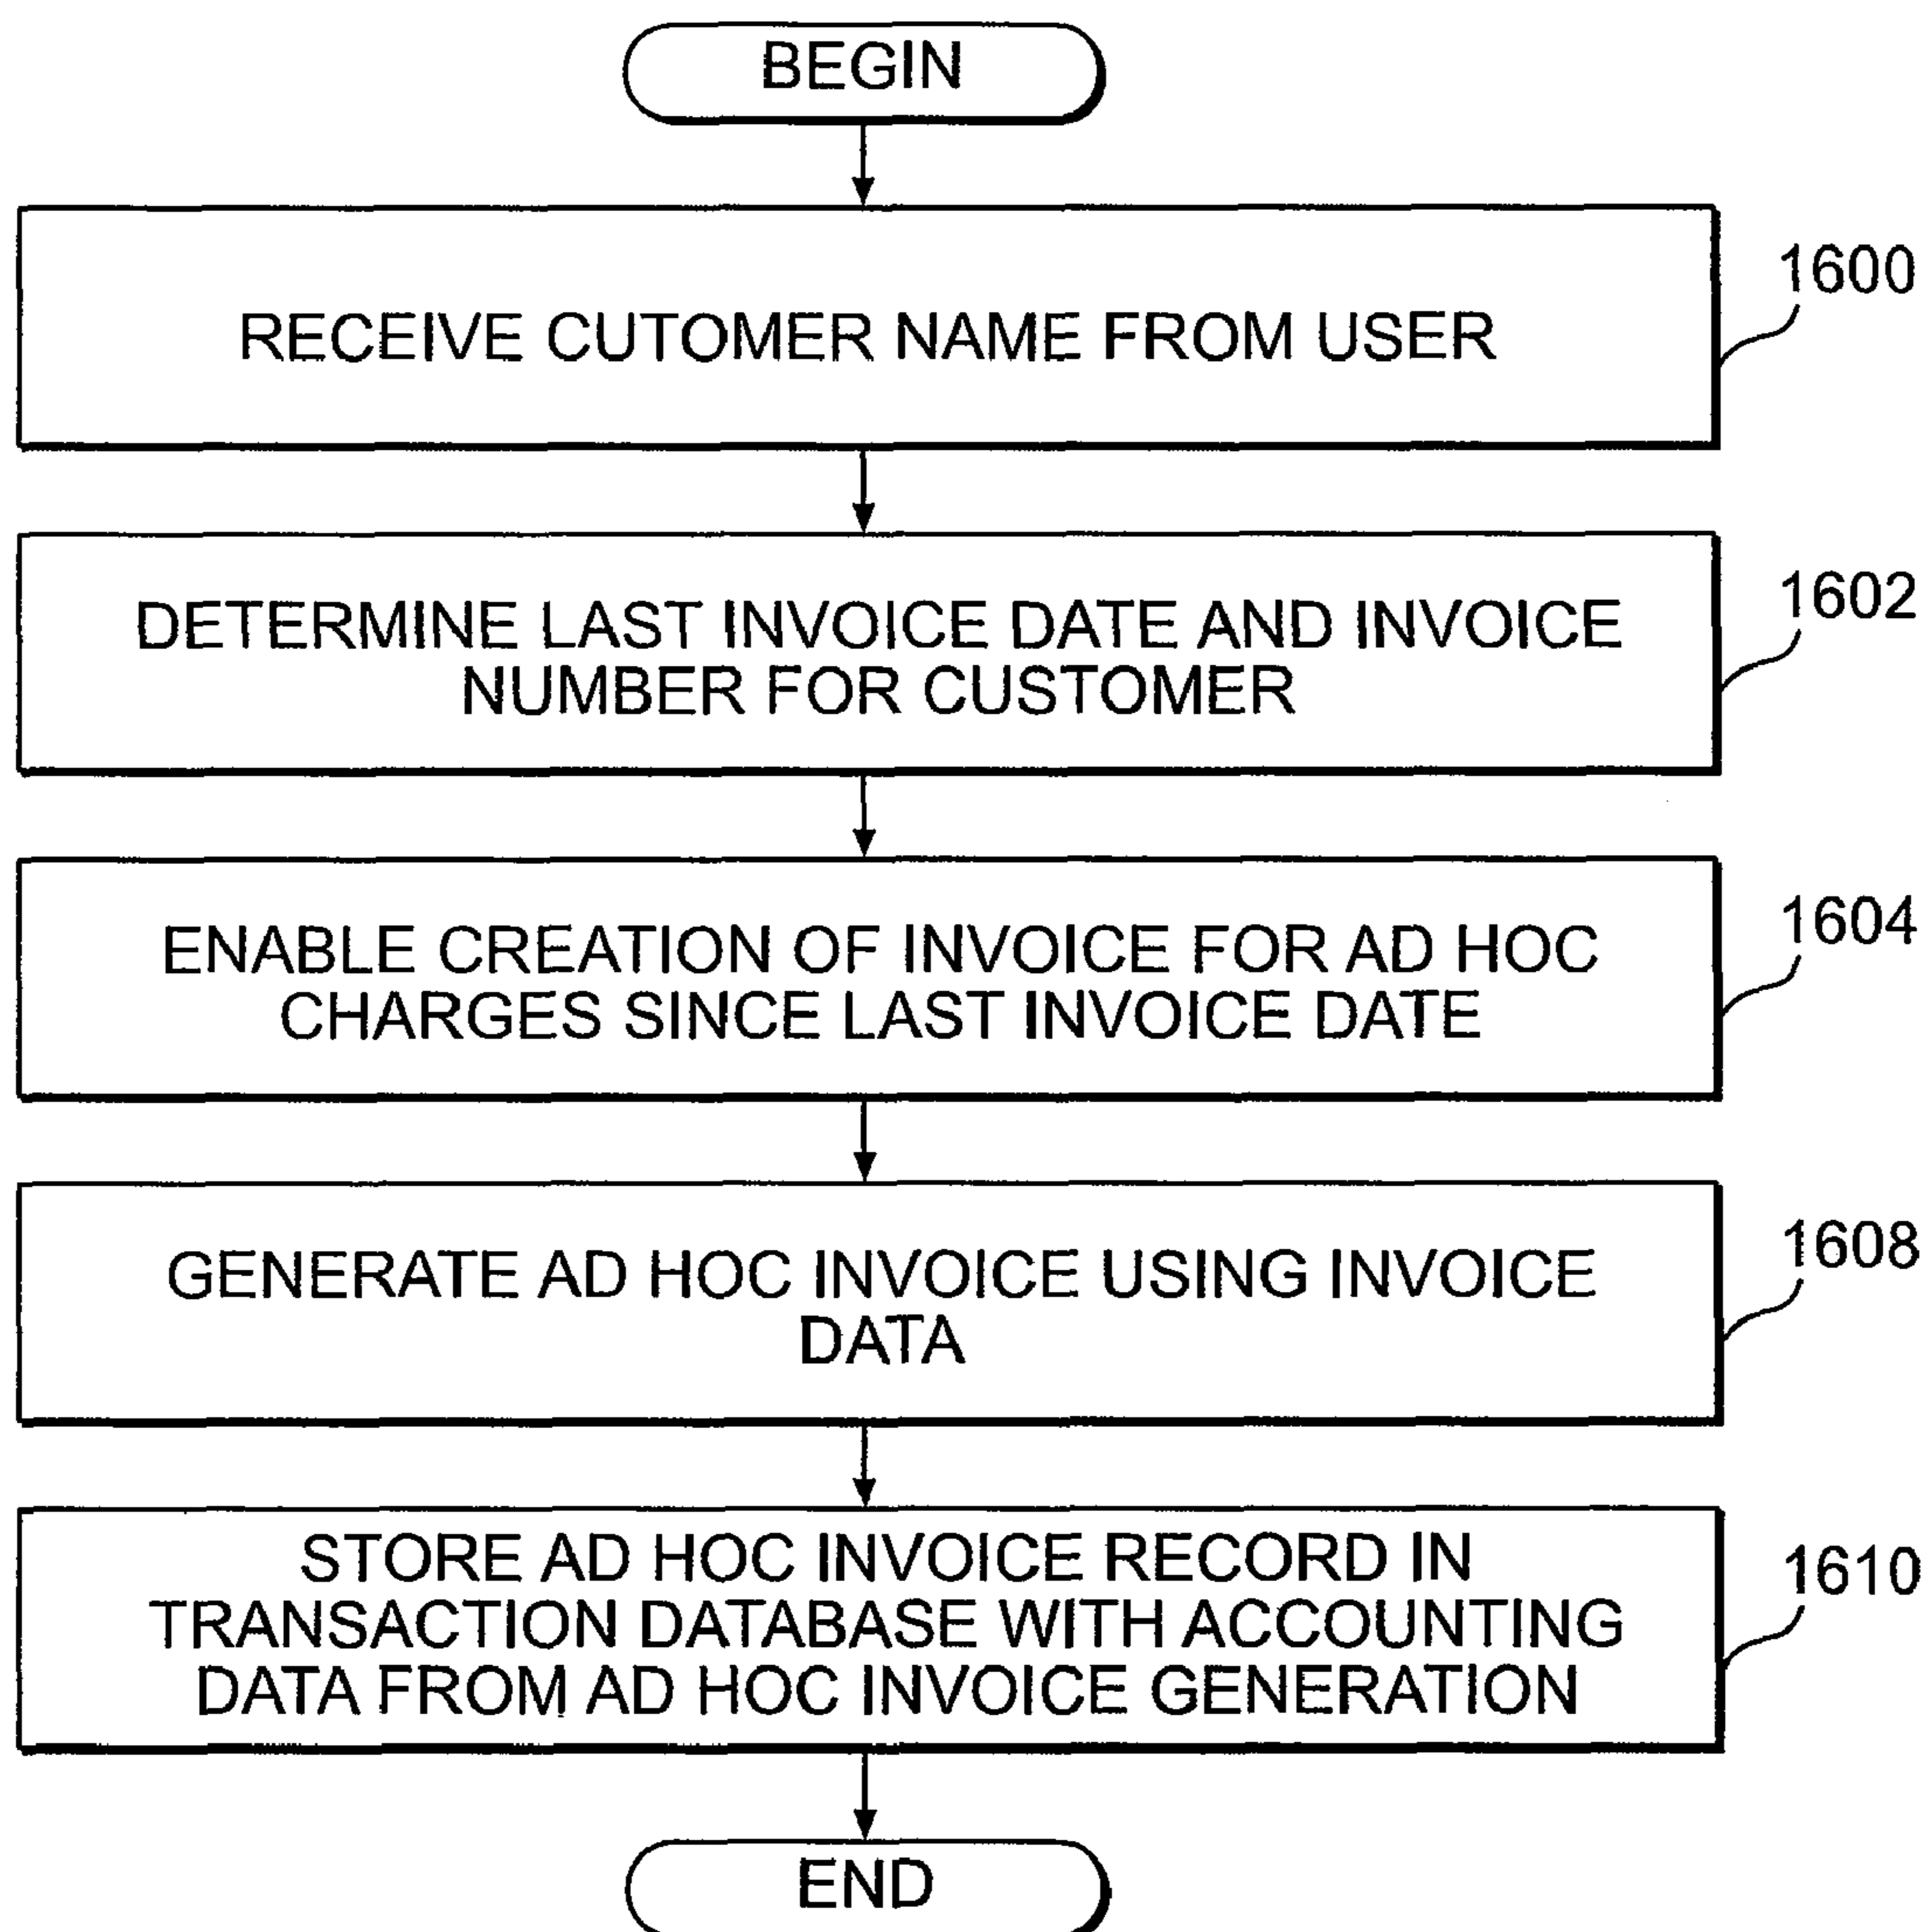 BEGIN
1600
RECEIVE CUTOMER NAME FROM USER
1602
DETERMINE LAST INVOICE DATE AND INVOICE
NUMBER FOR CUSTOMER
1604
ENABLE CREATION OF INVOICE FOR AD HOC
CHARGES SINCE LAST INVOICE DATE
1608
GENERATE AD HOC INVOICE USING INVOICE
DATA
1610
STORE AD HOC INVOICE RECORD IN
TRANSACTION DATABASE WITH ACCOUNTING
DATA FROM AD HOC INVOICE GENERATION
END